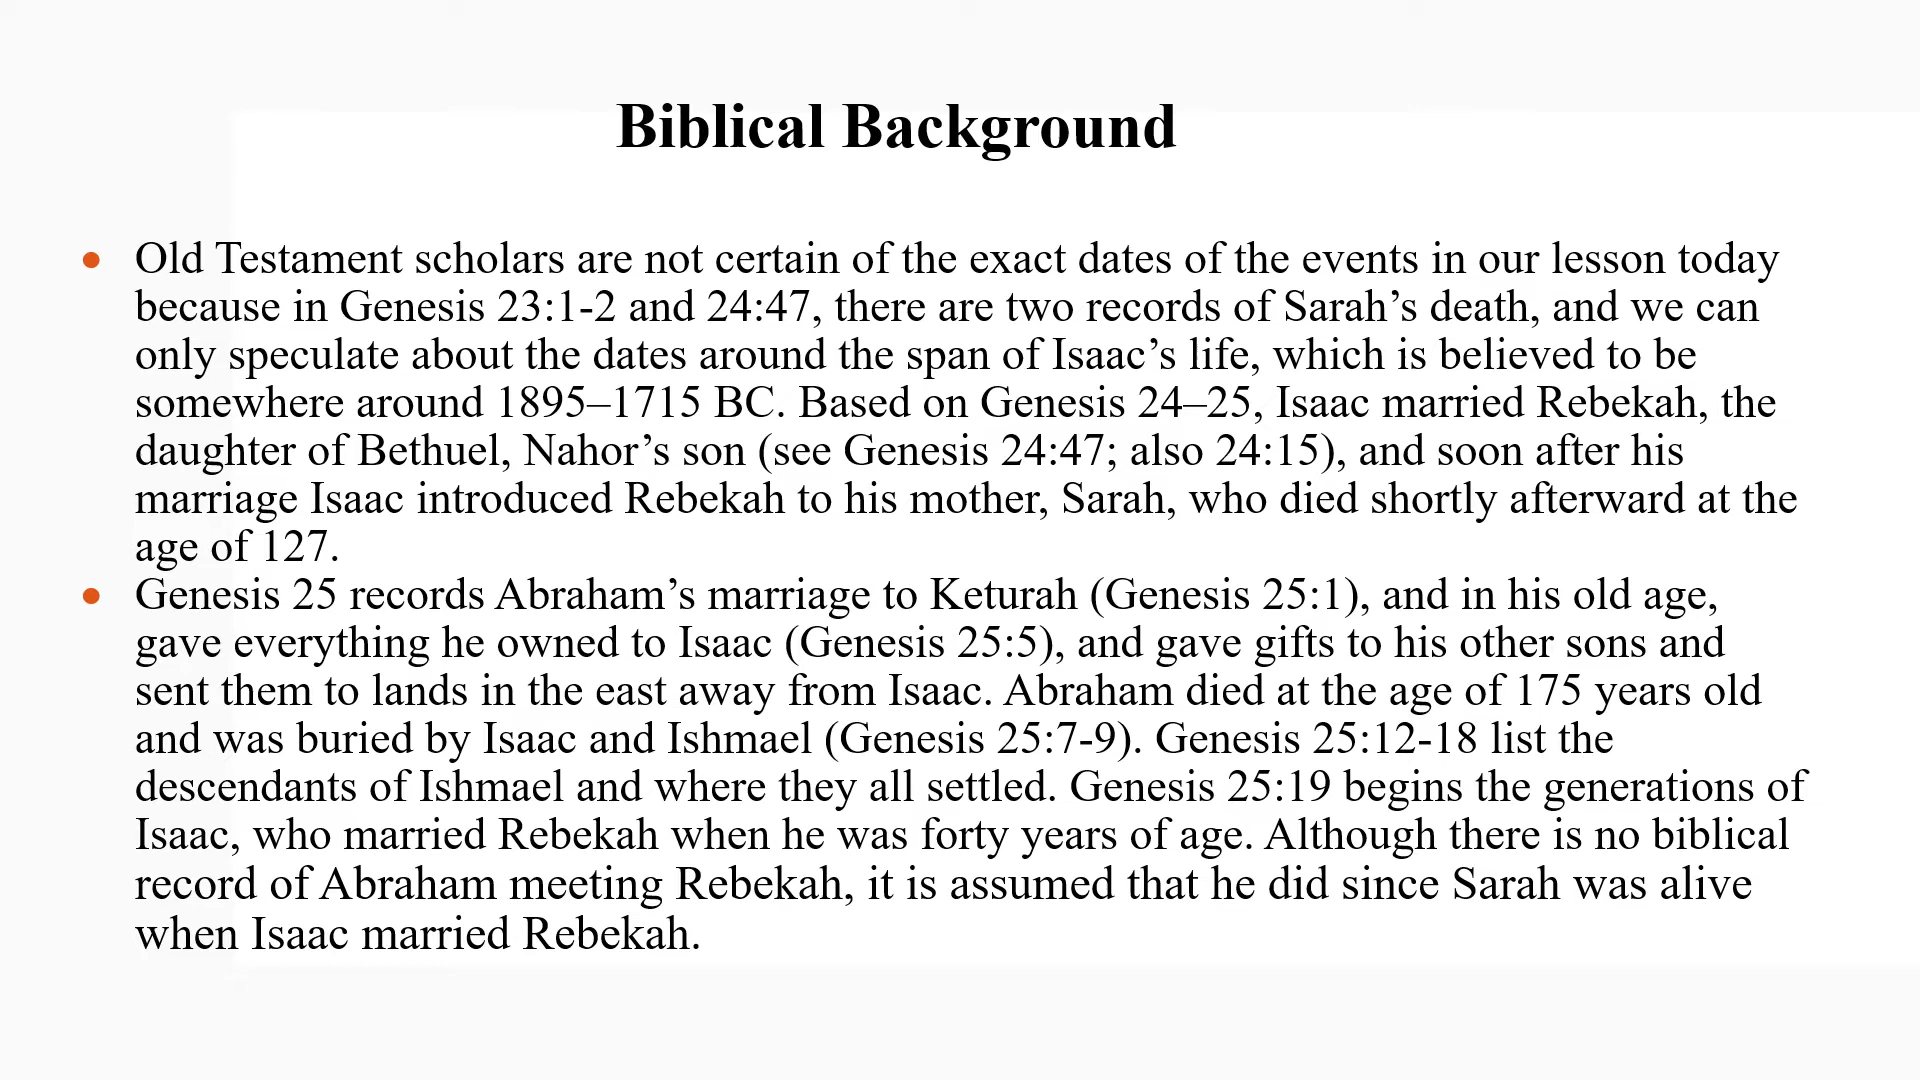 Biblical Background
• Old Testament scholars are not certain of the exact dates of the events in our lesson today
because in Genesis 23:1-2 and 24:47, there are two records of Sarah’s death, and we can
only speculate about the dates around the span of Isaac’s life, which is believed to be
somewhere around 1895–1715 BC. Based on Genesis 24–25, Isaac married Rebekah, the
daughter of Bethuel, Nahor’s son (see Genesis 24:47; also 24:15), and soon after his
marriage Isaac introduced Rebekah to his mother, Sarah, who died shortly afterward at the
age of 127.
• Genesis 25 records Abraham’s marriage to Keturah (Genesis 25:1), and in his old age,
gave everything he owned to Isaac (Genesis 25:5), and gave gifts to his other sons and
sent them to lands in the east away from Isaac. Abraham died at the age of 175 years old
and was buried by Isaac and Ishmael (Genesis 25:7-9). Genesis 25:12-18 list the
descendants of Ishmael and where they all settled. Genesis 25:19 begins the generations of
Isaac, who married Rebekah when he was forty years of age. Although there is no biblical
record of Abraham meeting Rebekah, it is assumed that he did since Sarah was alive
when Isaac married Rebekah.